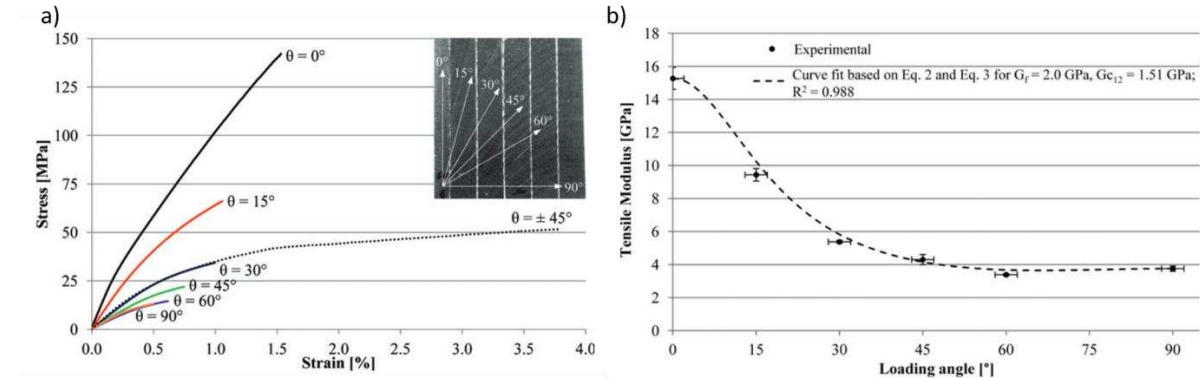 a)
150
125
100
75
50
25
0
Stress [MPa]
0.0 0.5 1.0 1.5 2.0 2.5 3.0 3.5 4.0
Strain [%]
θ = 0°
θ = 15°
θ = ± 45°
θ = 30°
θ = 45°
θ = 60°
θ = 90°
0°
15°
30°
45°
60°
90°
b)
18
16
14
12
10
8
6
4
2
0
Tensile Modulus [GPa]
0 15 30 45 60 75 90
Loading angle [°]
Experimental
Curve fit based on Eq. 2 and Eq. 3 for Gf = 2.0 GPa, Gc12 = 1.51 GPa;
R² = 0.988